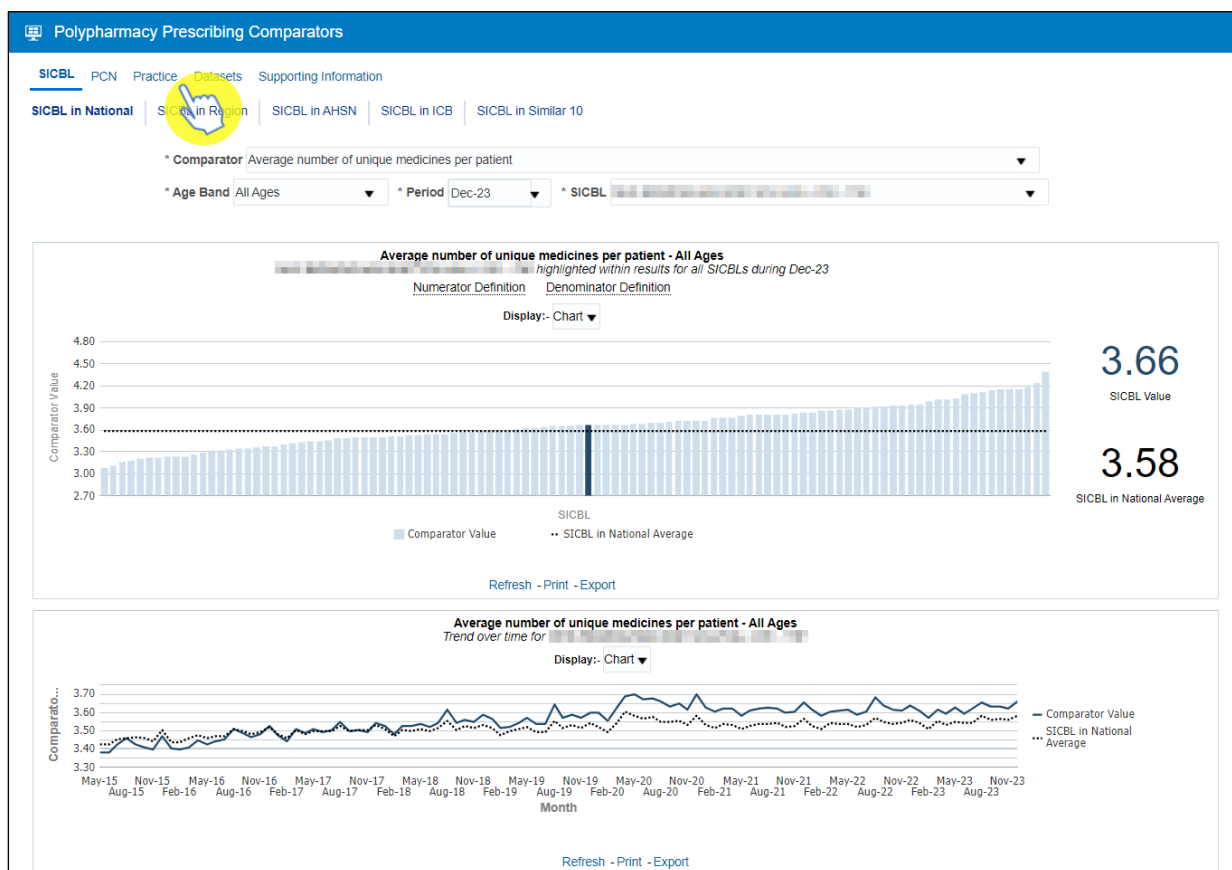 Polypharmacy Prescribing Comparators
SICBL PCN Practice Datasets Supporting Information
SICBL in National SICBL in Region SICBL in AHSN SICBL in ICB SICBL in Similar 10
* Comparator Average number of unique medicines per patient
* Age Band All Ages * Period Dec-23 * SICBL
Average number of unique medicines per patient - All Ages
highlighted within results for all SICBLs during Dec-23
Numerator Definition Denominator Definition
Display:- Chart
4.80
4.50
4.20
3.90
3.60
3.30
3.00
2.70
Comparator Value
SICBL
Comparator Value SICBL in National Average
3.66
SICBL Value
3.58
SICBL in National Average
Refresh - Print - Export
Average number of unique medicines per patient - All Ages
Trend over time for
Display:- Chart
Comparato...
3.70
3.60
3.50
3.40
3.30
May-15 Nov-15 May-16 Nov-16 May-17 Nov-17 May-18 Nov-18 May-19 Nov-19 May-20 Nov-20 May-21 Nov-21 May-22 Nov-22 May-23 Nov-23
Aug-15 Feb-16 Aug-16 Feb-17 Aug-17 Feb-18 Aug-18 Feb-19 Aug-19 Feb-20 Aug-20 Feb-21 Aug-21 Feb-22 Aug-22 Feb-23 Aug-23
Month
Comparator Value
SICBL in National
Average
Refresh - Print - Export